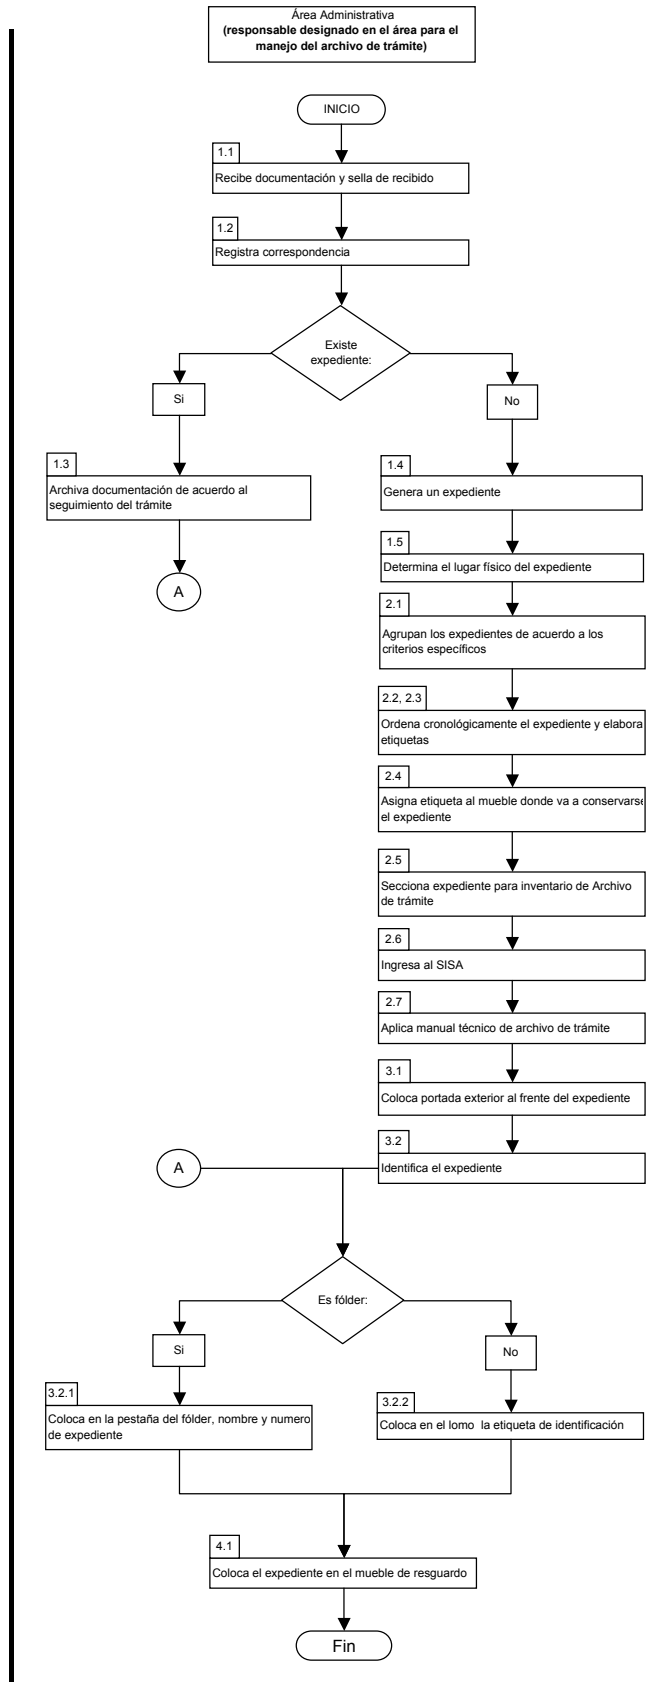 Área Administrativa
(responsable designado en el área para el
manejo del archivo de trámite)
INICIO
1.1
Recibe documentación y sella de recibido
1.2
Registra correspondencia
Existe
expediente:
Si
No
1.3
Archiva documentación de acuerdo al
seguimiento del trámite
A
1.4
Genera un expediente
1.5
Determina el lugar físico del expediente
2.1
Agrupan los expedientes de acuerdo a los
criterios específicos
2.2, 2.3
Ordena cronológicamente el expediente y elabora
etiquetas
2.4
Asigna etiqueta al mueble donde va a conservarse
el expediente
2.5
Secciona expediente para inventario de Archivo
de trámite
2.6
Ingresa al SISA
2.7
Aplica manual técnico de archivo de trámite
3.1
Coloca portada exterior al frente del expediente
3.2
Identifica el expediente
A
Es fólder:
Si
No
3.2.1
Coloca en la pestaña del fólder, nombre y numero
de expediente
3.2.2
Coloca en el lomo la etiqueta de identificación
4.1
Coloca el expediente en el mueble de resguardo
Fin